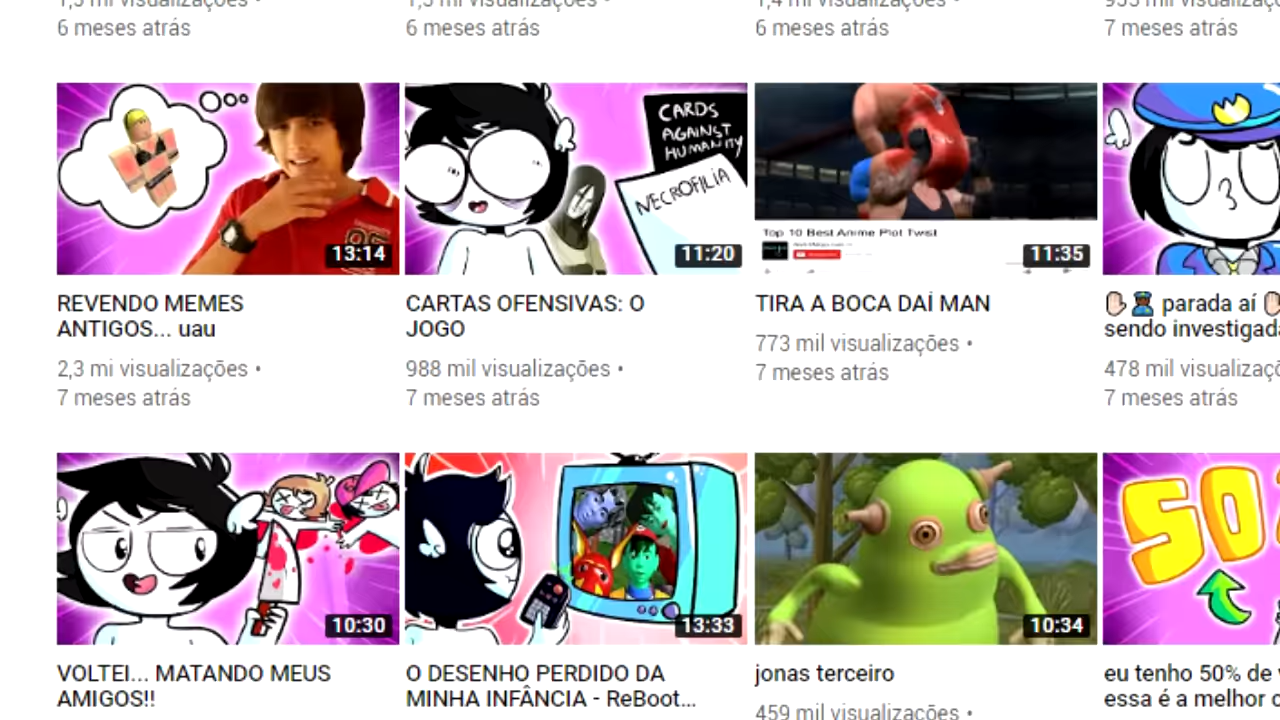 6 meses atrás
6 meses atrás
6 meses atrás
7 meses atrás
CARDS
AGAINST
HUMANITY
NECROFILIA
Top 10 Best Anime Plot Twist
13:14
11:20
11:35
REVENDO MEMES
ANTIGOS... uau
2,3 mi visualizações •
7 meses atrás
CARTAS OFENSIVAS: O
JOGO
988 mil visualizações •
7 meses atrás
TIRA A BOCA DAÍ MAN
773 mil visualizações •
7 meses atrás
✋👮 parada aí ✋
sendo
478 mil
7 meses atrás
50
10:30
13:33
10:34
VOLTEI... MATANDO MEUS
AMIGOS!!
O DESENHO PERDIDO DA
MINHA INFÂNCIA - ReBoot...
jonas terceiro
459 mil visualizações •
eu tenho 50% de
essa é a melhor